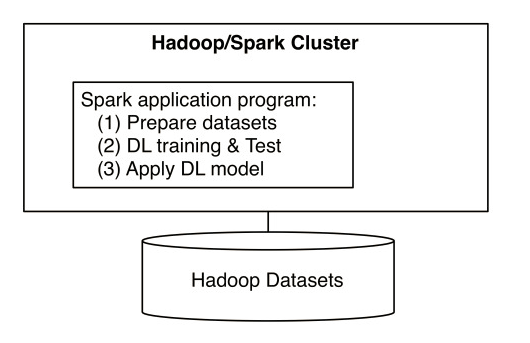 Hadoop/Spark Cluster
Spark application program:
(1) Prepare datasets
(2) DL training & Test
(3) Apply DL model
Hadoop Datasets